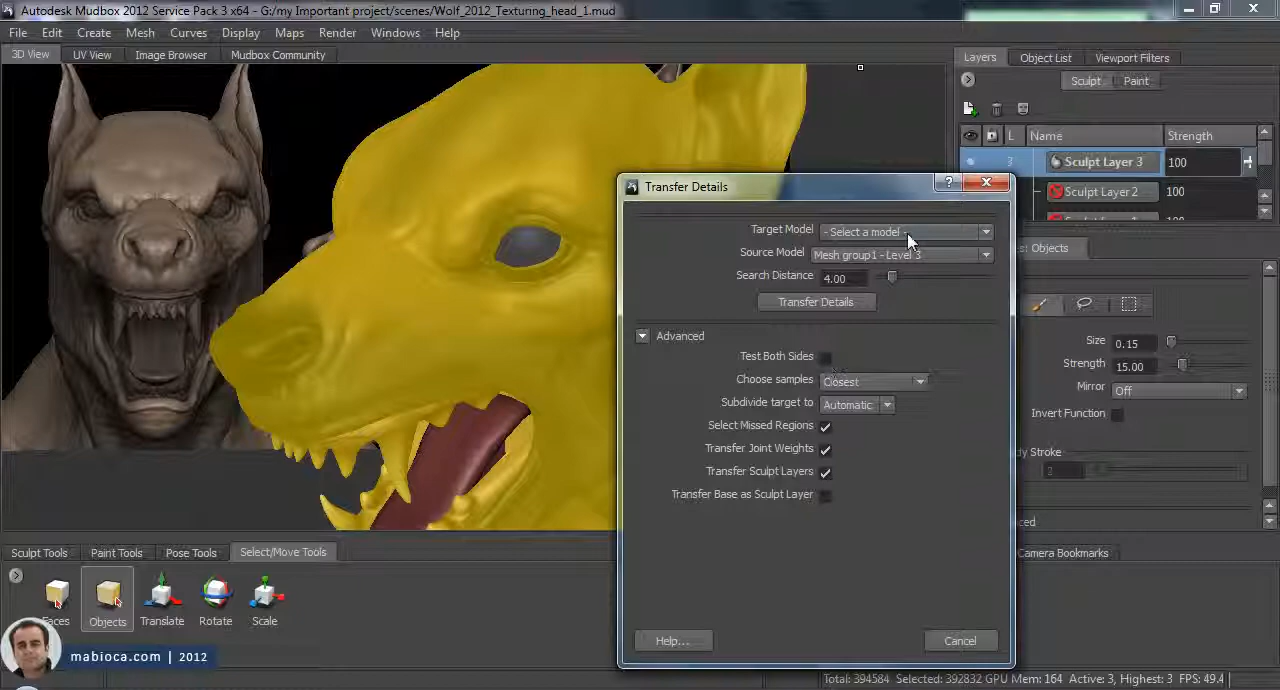 Autodesk Mudbox 2012 Service Pack 3 x64 - G:/my Important project/scenes/Wolf_2012_Texturing_head_1.mud
File Edit Create Mesh Curves Display Maps Render Windows Help
3D View UV View Image Browser Mudbox Community
Layers Object List Viewport Filters
Sculpt Paint
L Name Strength
3 Sculpt Layer 3 100
Sculpt Layer 2 100
Transfer Details
Target Model - Select a model -
Source Model Mesh group1 - Level 3
Search Distance 4.00
Transfer Details
Advanced
Test Both Sides
Choose samples Closest
Subdivide target to Automatic
Select Missed Regions
Transfer Joint Weights
Transfer Sculpt Layers
Transfer Base as Sculpt Layer
Help... Cancel
: Objects
Size 0.15
Strength 15.00
Mirror Off
Invert Function
dy Stroke
2
ced
Camera Bookmarks
Sculpt Tools Paint Tools Pose Tools Select/Move Tools
Faces Objects Translate Rotate Scale
mabioca.com | 2012
Total: 394584 Selected: 392832 GPU Mem: 164 Active: 3, Highest: 3 FPS: 49.4